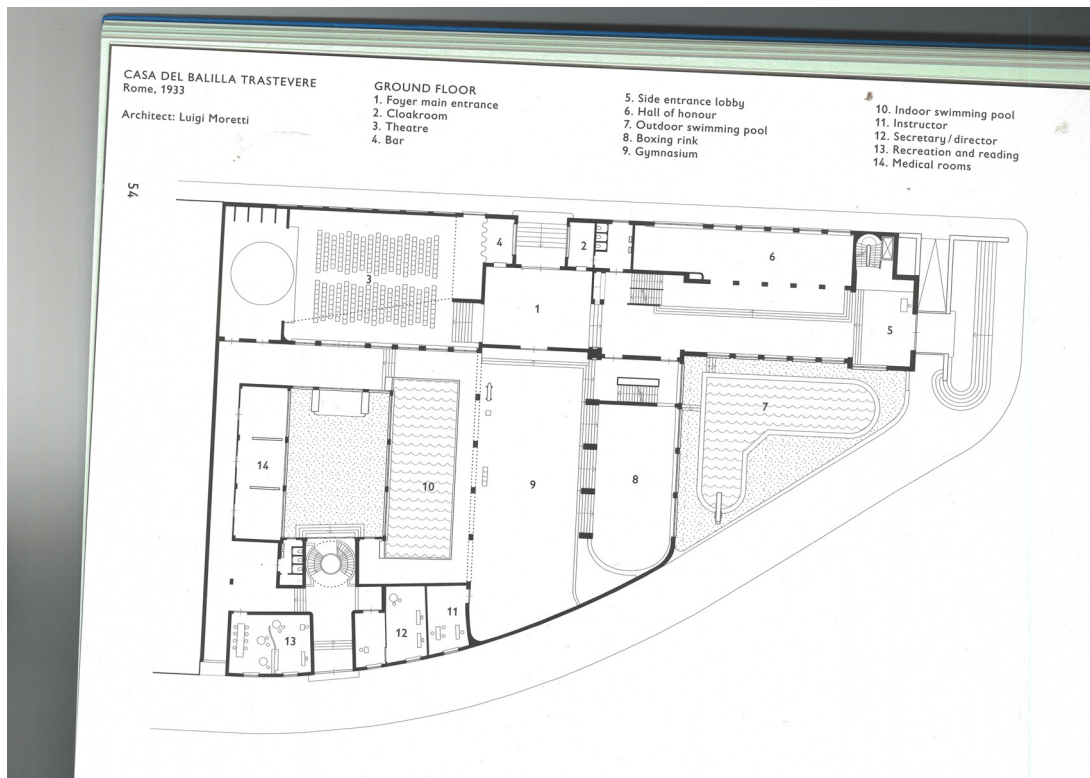 CASA DEL BALILLA TRASTEVERE
Rome, 1933
Architect: Luigi Moretti
GROUND FLOOR
1. Foyer main entrance
2. Cloakroom
3. Theatre
4. Bar
5. Side entrance lobby
6. Hall of honour
7. Outdoor swimming pool
8. Boxing rink
9. Gymnasium
10. Indoor swimming pool
11. Instructor
12. Secretary/director
13. Recreation and reading
14. Medical rooms
54
4
2
6
3
1
5
7
14
10
9
8
13
12
11